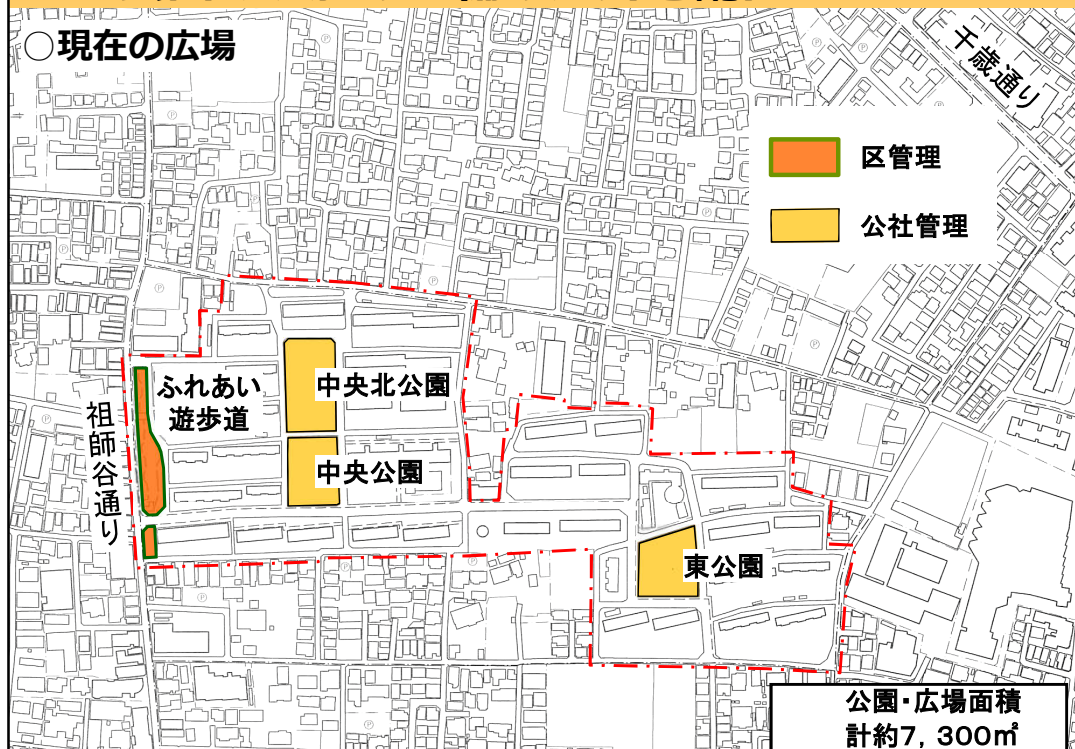 ○現在の広場
千歳通り
区管理
公社管理
ふれあい
遊歩道
中央北公園
祖師谷通り
中央公園
東公園
公園・広場面積
計約7,300㎡